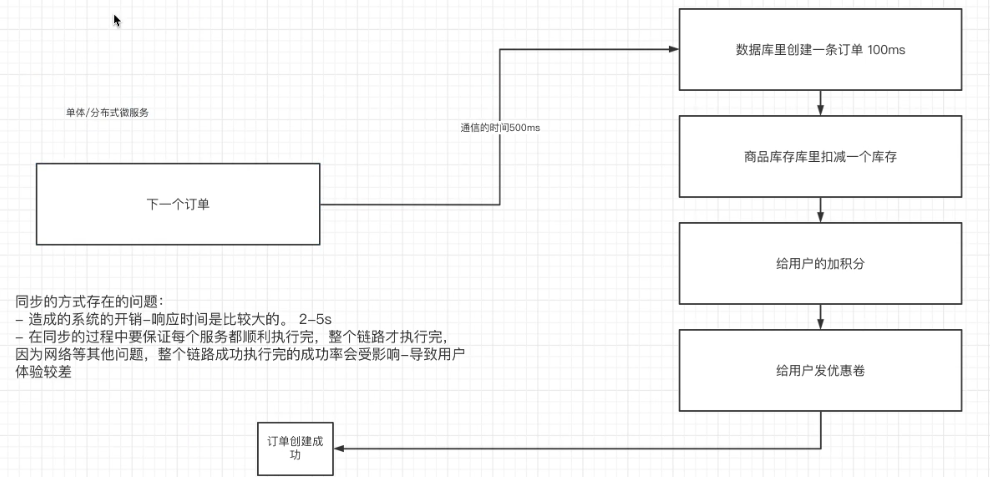 数据库里创建一条订单 100ms
单体/分布式微服务
通信的时间500ms
商品库存库里扣减一个库存
下一个订单
给用户的加积分
同步的方式存在的问题：
- 造成的系统的开销-响应时间是比较大的。 2-5s
- 在同步的过程中要保证每个服务都顺利执行完，整个链路才执行完，
因为网络等其他问题，整个链路成功执行完的成功率会受影响-导致用户
体验较差
给用户发优惠卷
订单创建成
功